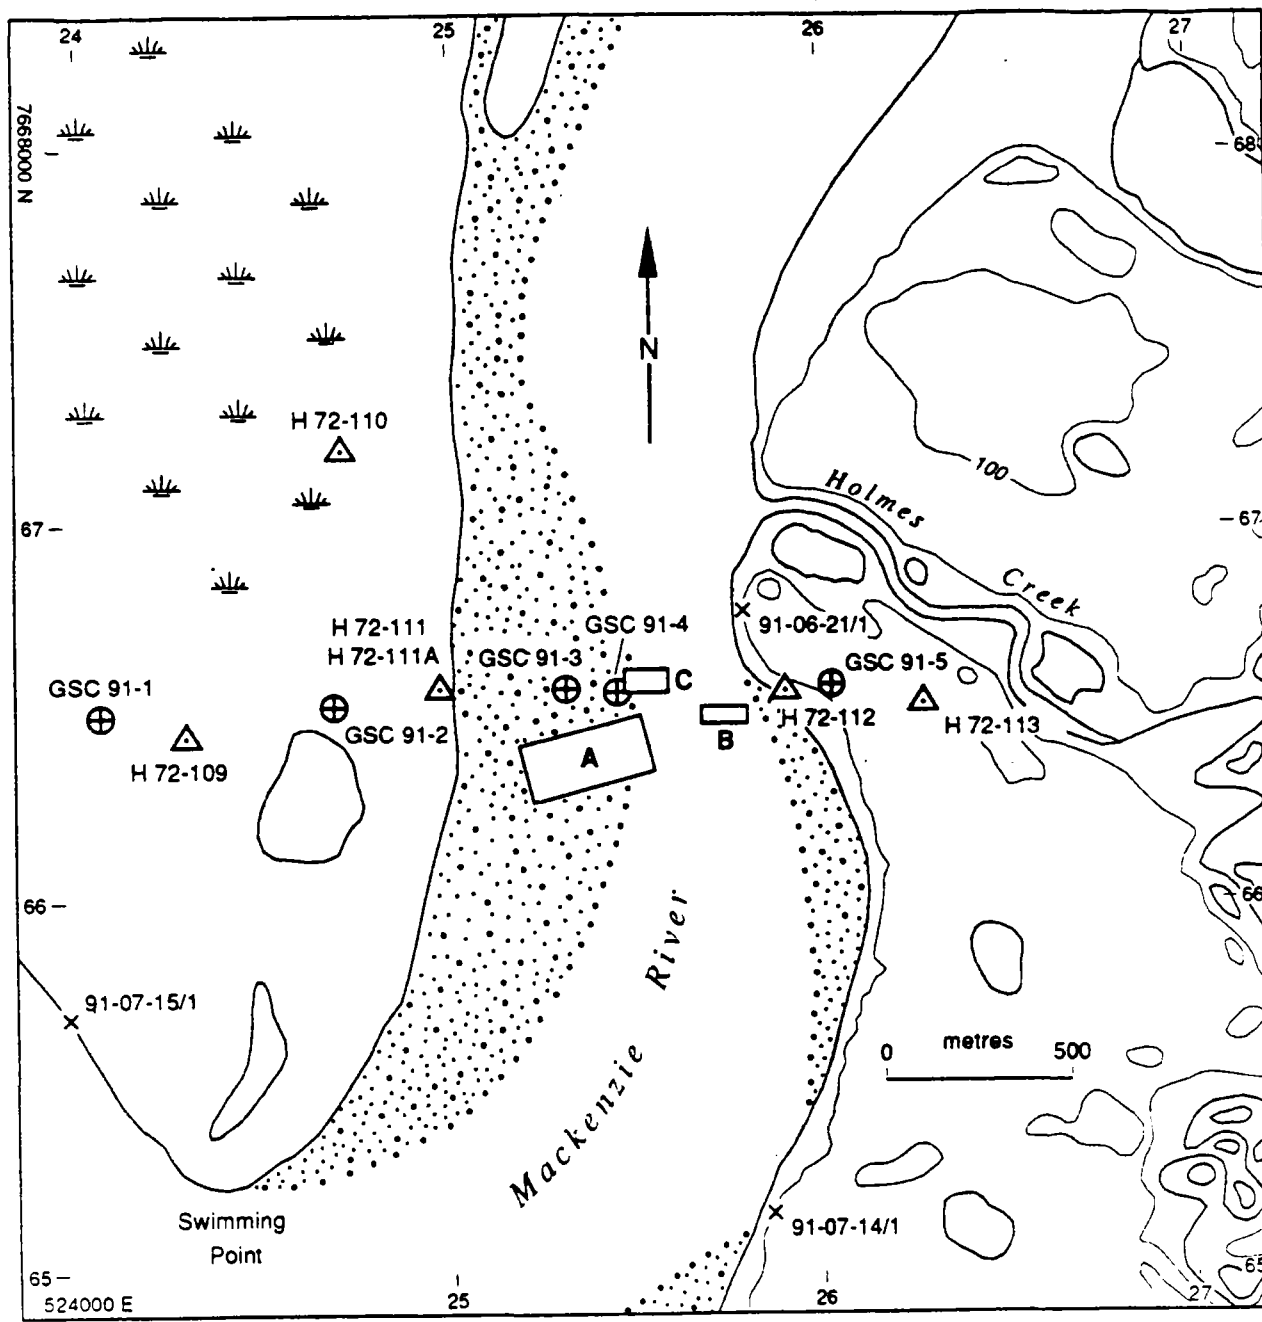 24
25
26
27
7668000 N
68
H 72-110
100
Holmes
Creek
67
67
H 72-111
H 72-111A
GSC 91-4
91-06-21/1
GSC 91-3
GSC 91-5
GSC 91-1
C
GSC 91-2
H 72-112
H 72-113
B
H 72-109
A
66
66
Mackenzie River
91-07-15/1
0 metres 500
Swimming
Point
91-07-14/1
65
65
524000 E
25
26
27
N